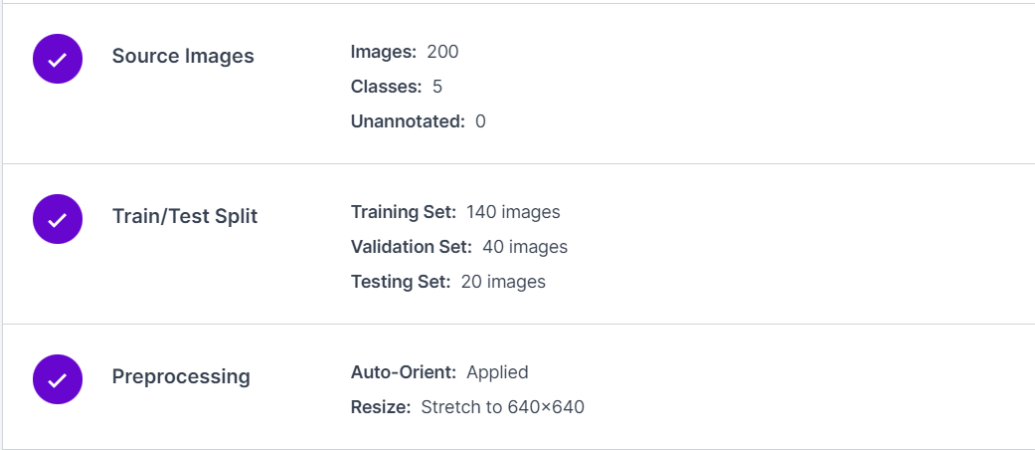 Source Images
Images: 200
Classes: 5
Unannotated: 0
Train/Test Split
Training Set: 140 images
Validation Set: 40 images
Testing Set: 20 images
Preprocessing
Auto-Orient: Applied
Resize: Stretch to 640×640